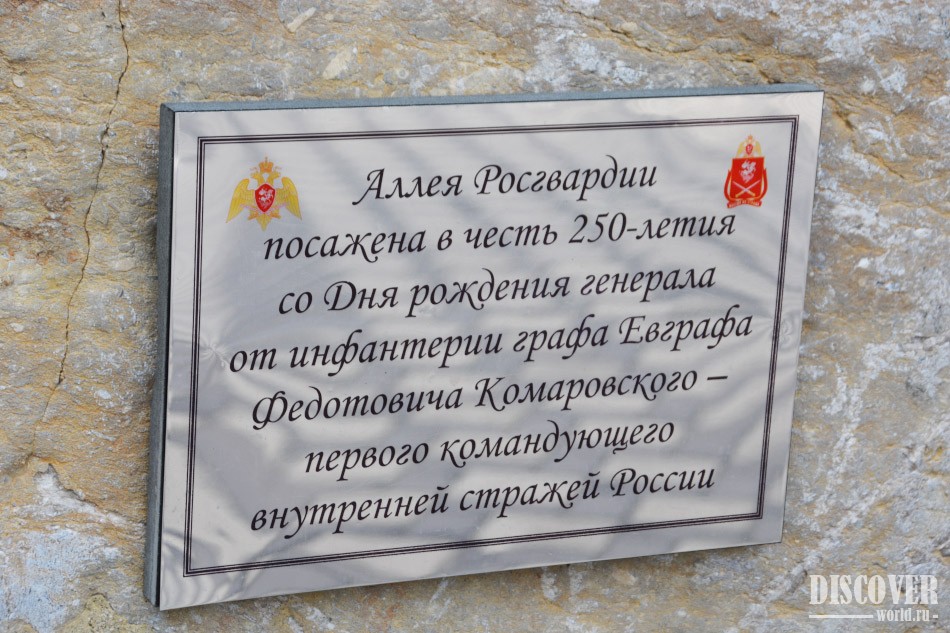 Аллея Росгвардии
посажена в честь 250-летия
со Дня рождения генерала
от инфантерии графа Евграфа
Федотовича Комаровского –
первого командующего
внутренней стражей России
DISCOVER
world.ru